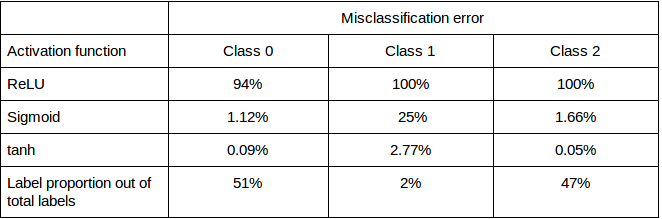 Misclassification error
Activation function Class 0 Class 1 Class 2
ReLU 94% 100% 100%
Sigmoid 1.12% 25% 1.66%
tanh 0.09% 2.77% 0.05%
Label proportion out of 51% 2% 47%
total labels